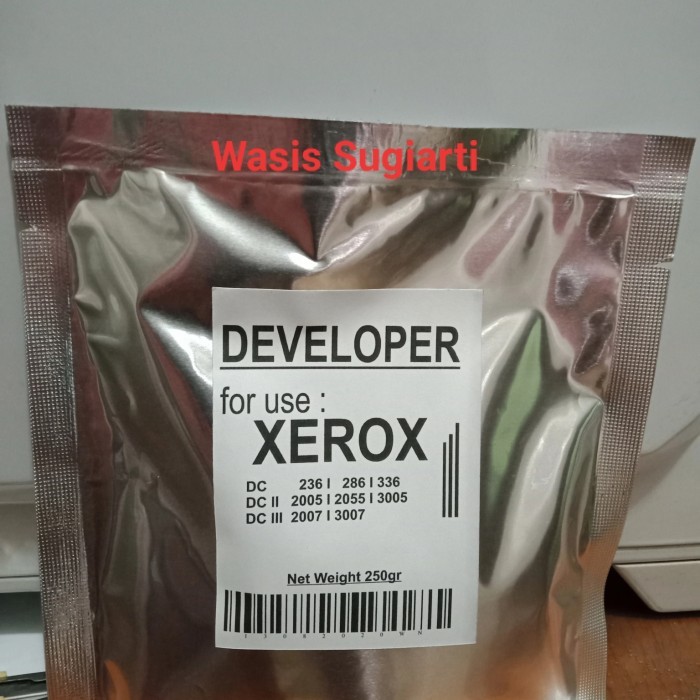 Wasis Sugiarti
DEVELOPER
for use :
XEROX
DC 236 | 286 | 336
DC II 2005 | 2055 | 3005
DC III 2007 | 3007
Net Weight 250gr